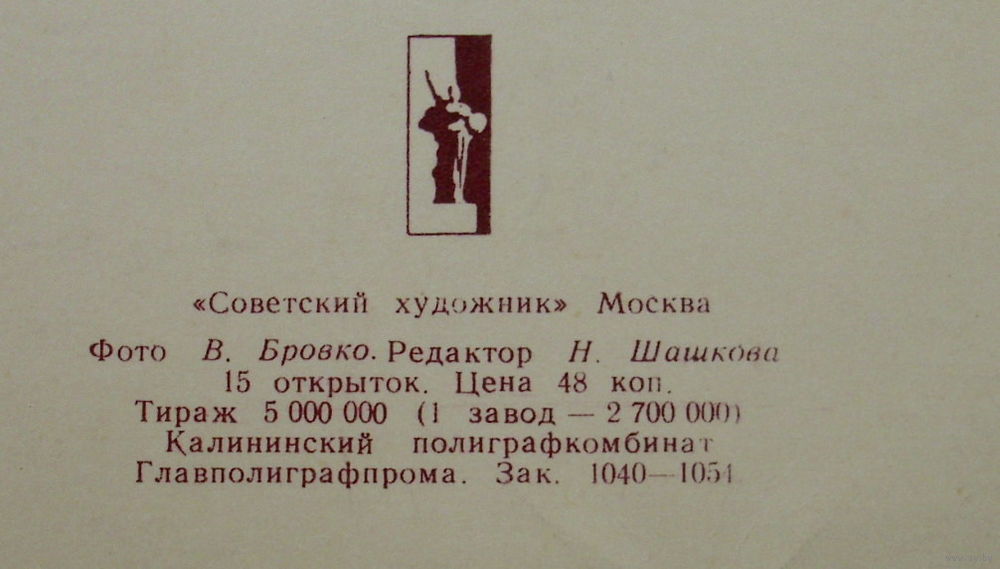 «Советский художник» Москва
Фото В. Бровко. Редактор Н. Шашкова
15 открыток. Цена 48 коп.
Тираж 5 000 000 (1 завод — 2 700 000)
Калининский полиграфкомбинат
Главполиграфпрома. Зак. 1040—1054